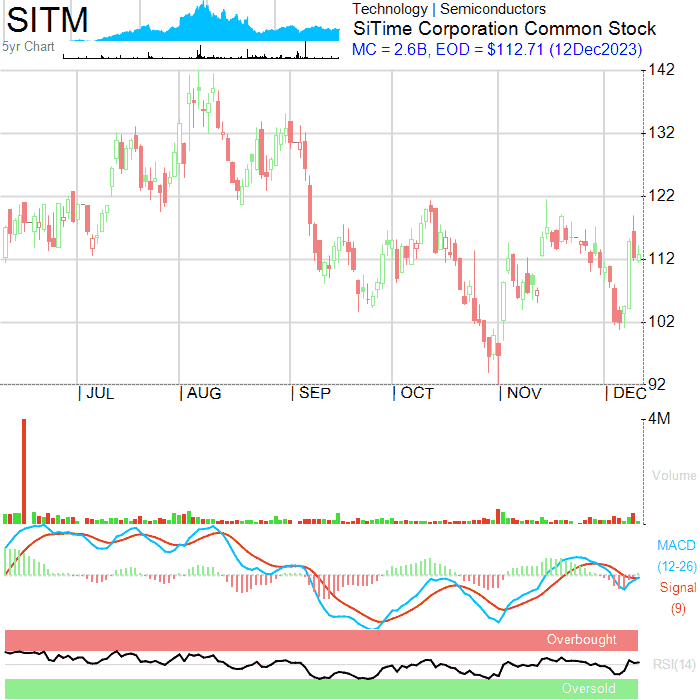 SITM
5yr Chart
Technology | Semiconductors
SiTime Corporation Common Stock
MC = 2.6B, EOD = $112.71 (12Dec2023)
142
132
122
112
102
92
JUL
AUG
SEP
OCT
NOV
DEC
4M
Volume
MACD
(12-26)
Signal
(9)
Overbought
RSI(14)
Oversold